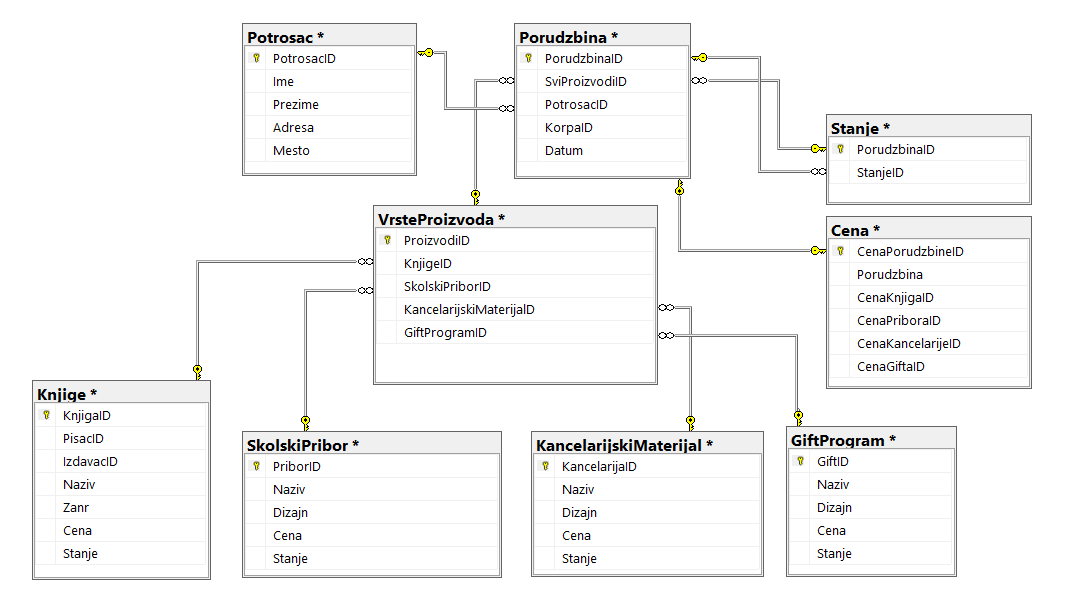 Potrosac *
PotrosacID
Ime
Prezime
Adresa
Mesto
Porudzbina *
PorudzbinaID
SviProizvodiID
PotrosacID
KorpaID
Datum
Stanje *
PorudzbinaID
StanjeID
VrsteProizvoda *
ProizvodiID
KnjigeID
SkolskiPriborID
KancelarijskiMaterijalD
GiftProgramID
Cena *
CenaPorudzbineID
Porudzbina
CenaKnjigaID
CenaPriboraID
CenaKancelarijeID
CenaGiftaID
Knjige *
KnjigaID
PisacID
IzdavacID
Naziv
Zanr
Cena
Stanje
SkolskiPribor *
PriborID
Naziv
Dizajn
Cena
Stanje
KancelarijskiMaterijal *
KancelarijaID
Naziv
Dizajn
Cena
Stanje
GiftProgram *
GiftID
Naziv
Dizajn
Cena
Stanje